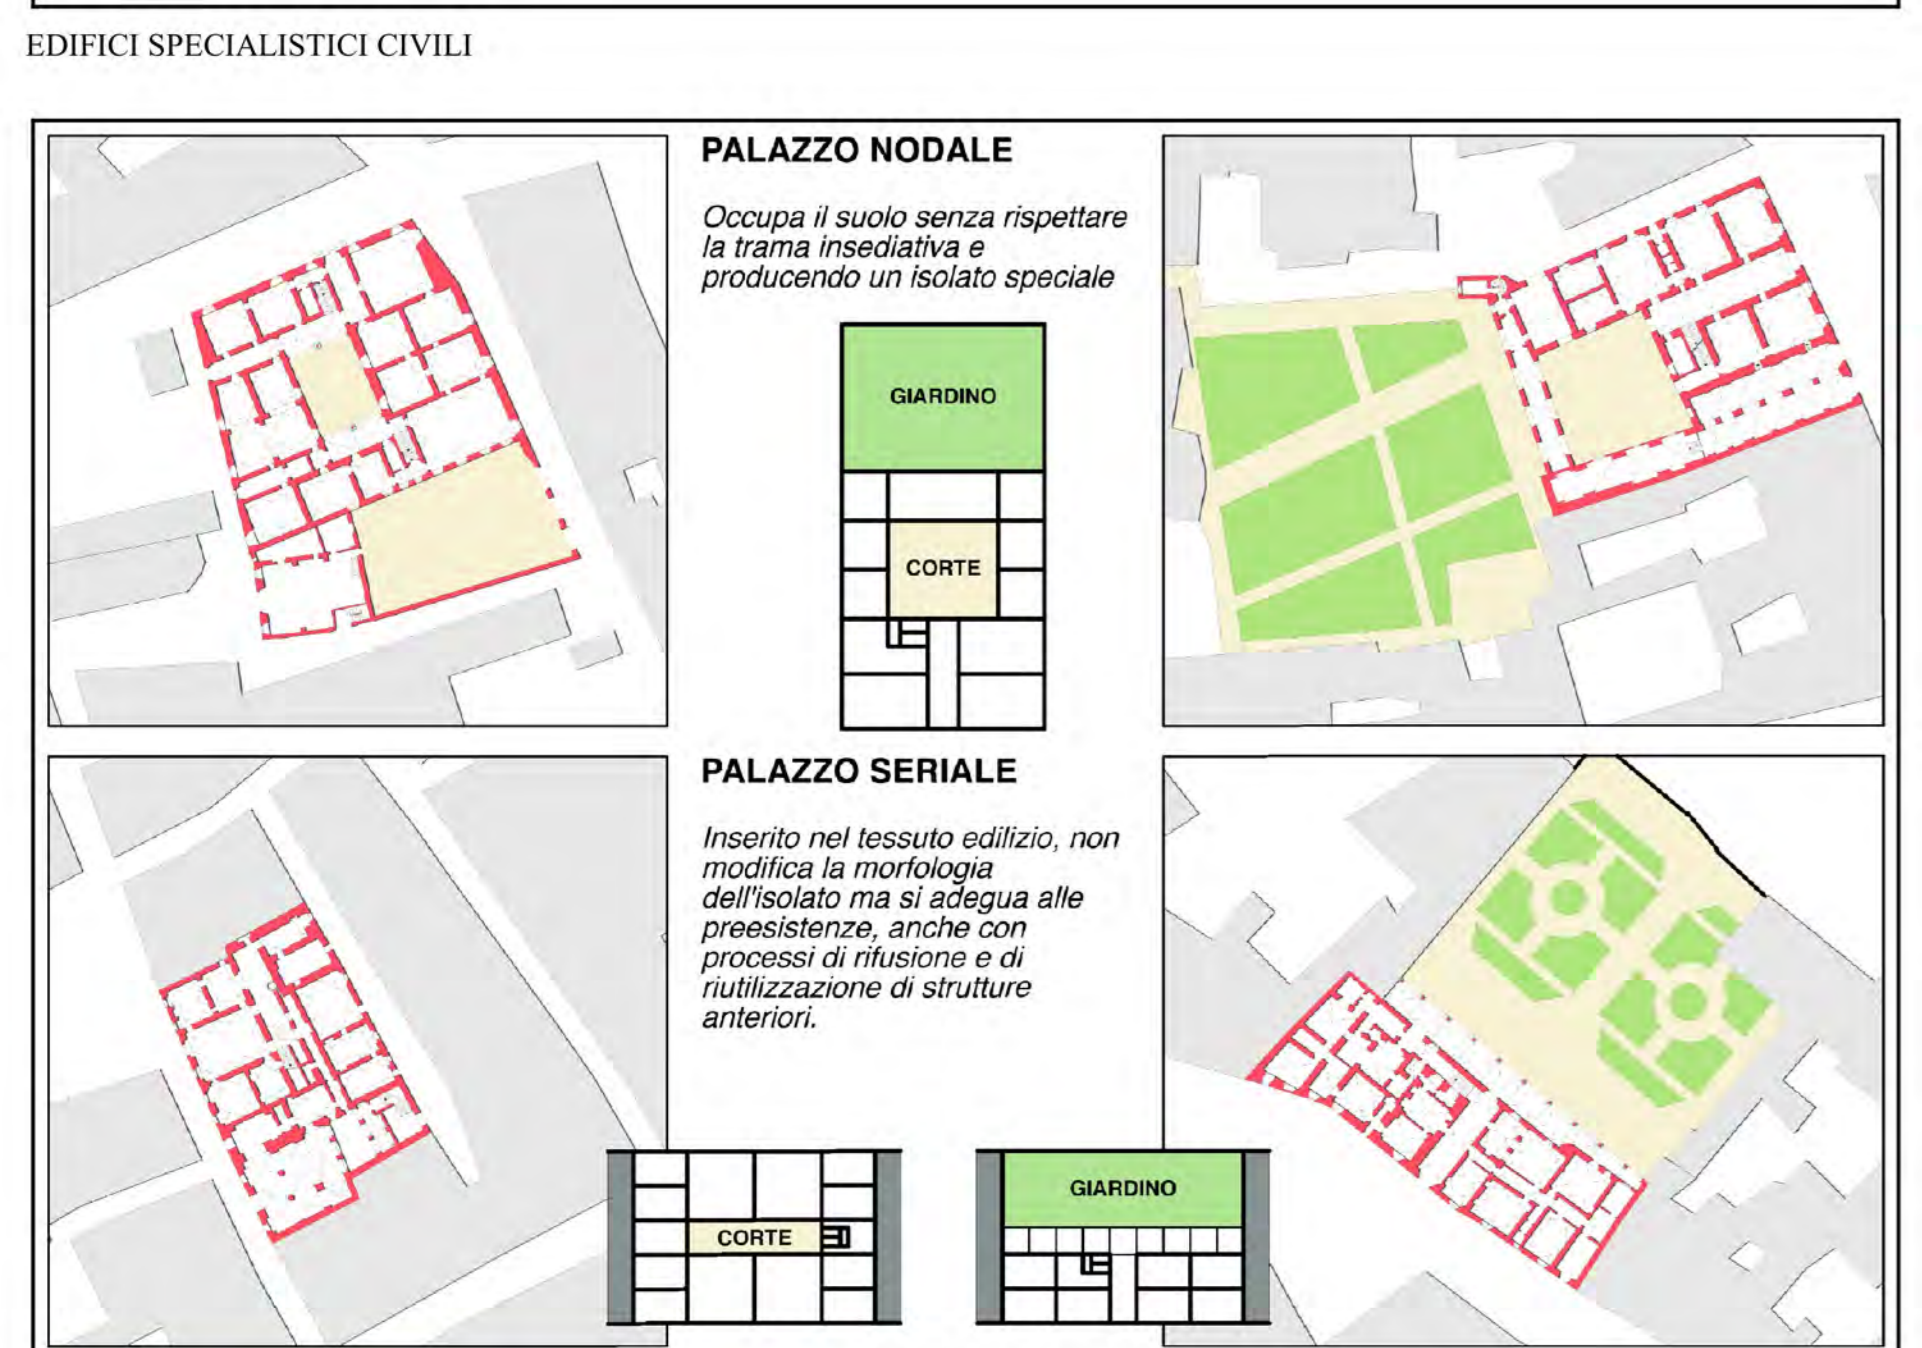 EDIFICI SPECIALISTICI CIVILI
PALAZZO NODALE
Occupa il suolo senza rispettare
la trama insediativa e
producendo un isolato speciale
GIARDINO
CORTE
PALAZZO SERIALE
Inserito nel tessuto edilizio, non
modifica la morfologia
dell'isolato ma si adegua alle
preesistenze, anche con
processi di rifusione e di
riutilizzazione di strutture
anteriori.
CORTE
GIARDINO